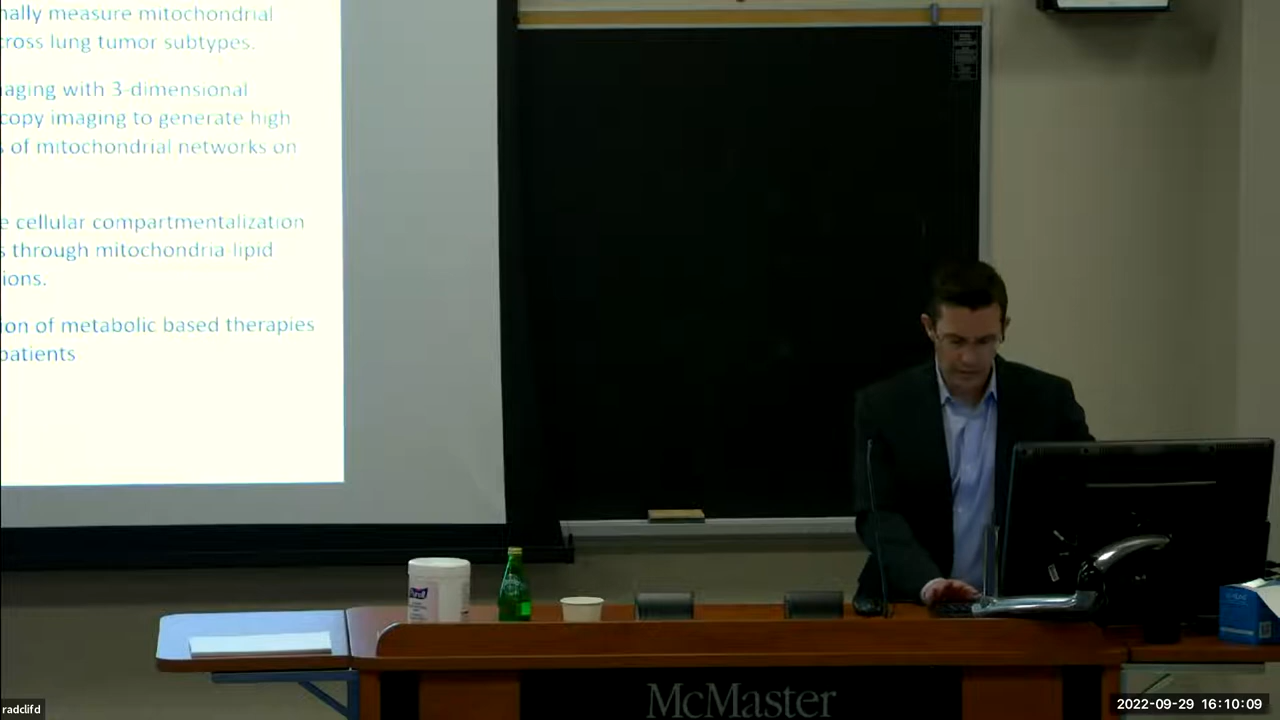 nally measure mitochondrial
cross lung tumor subtypes.
aging with 3-dimensional
copy imaging to generate high
s of mitochondrial networks on
e cellular compartmentalization
s through mitochondria lipid
ions.
ion of metabolic based therapies
patients
Purell
McMaster
radclifd
2022-09-29 16:10:09